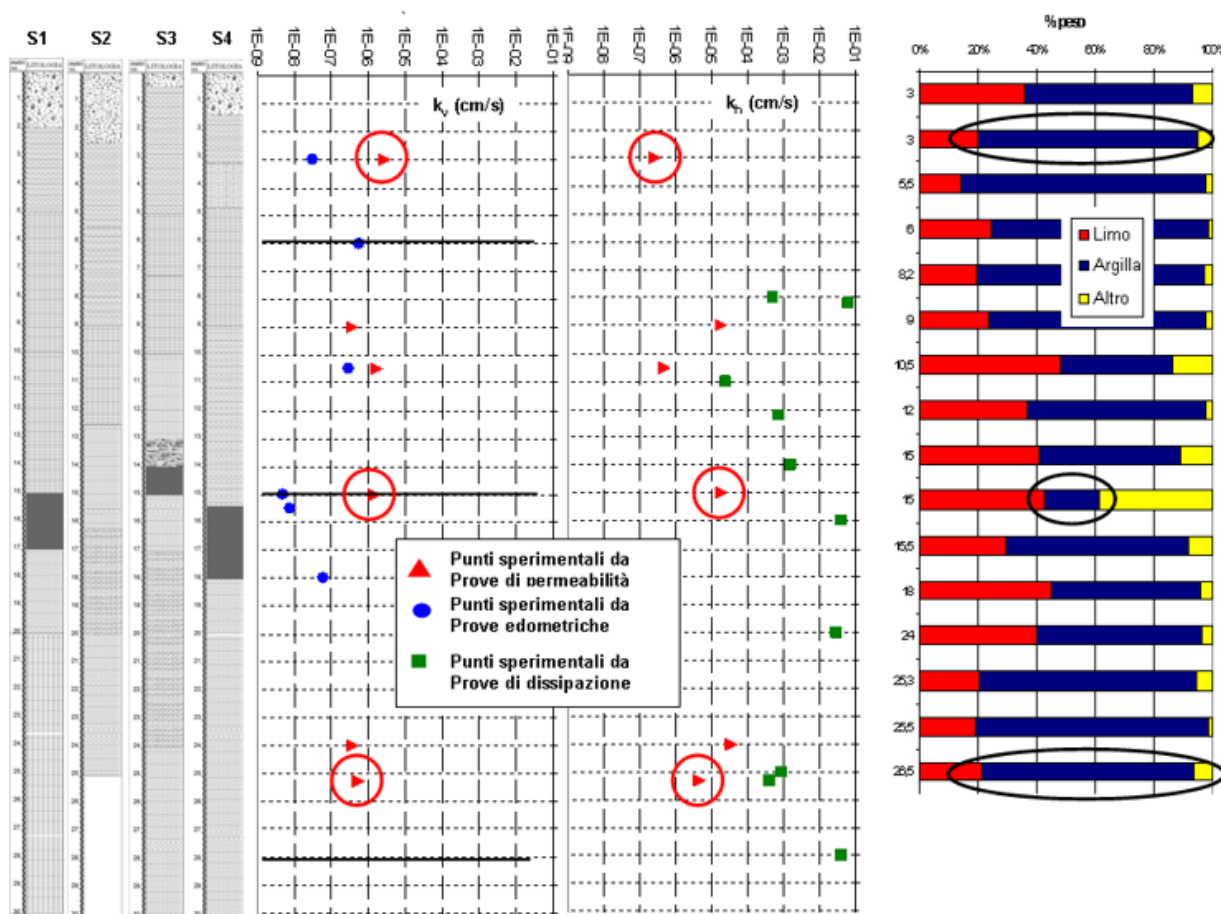 S1
S2
S3
S4
LITOLOGIA
LITOLOGIA
LITOLOGIA
LITOLOGIA
1E-09
1E-08
1E-07
1E-06
1E-05
1E-04
1E-03
1E-02
1E-01
kv (cm/s)
1E-09
1E-08
1E-07
1E-06
1E-05
1E-04
1E-03
1E-02
1E-01
kh (cm/s)
Punti sperimentali da
Prove di permeabilità
Punti sperimentali da
Prove edometriche
Punti sperimentali da
Prove di dissipazione
% peso
0% 20% 40% 60% 80% 100%
3
3
5,5
6
8,2
9
10,5
12
15
15
15,5
18
24
25,3
25,5
26,5
Limo
Argilla
Altro